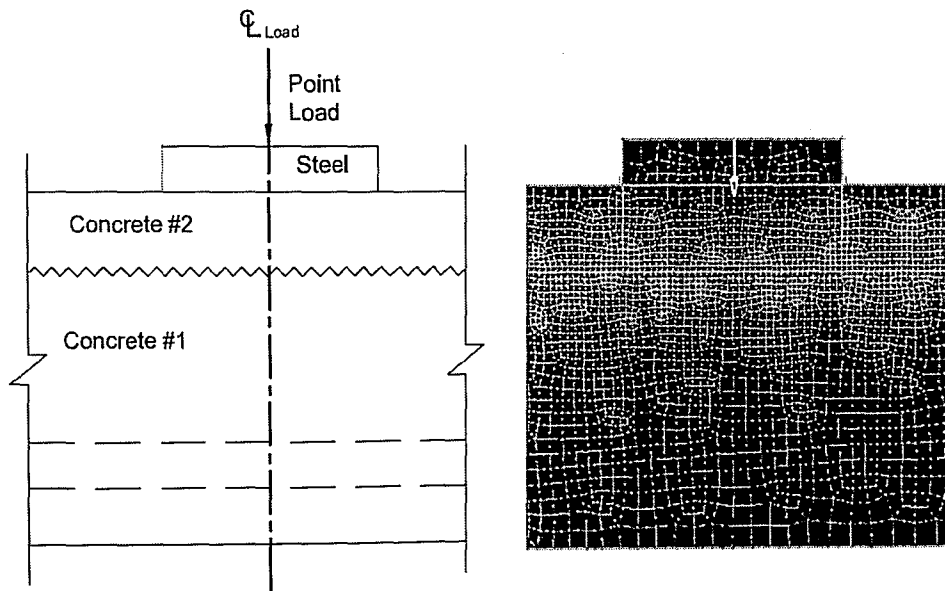 ℄ Load
Point
Load
Steel
Concrete #2
Concrete #1